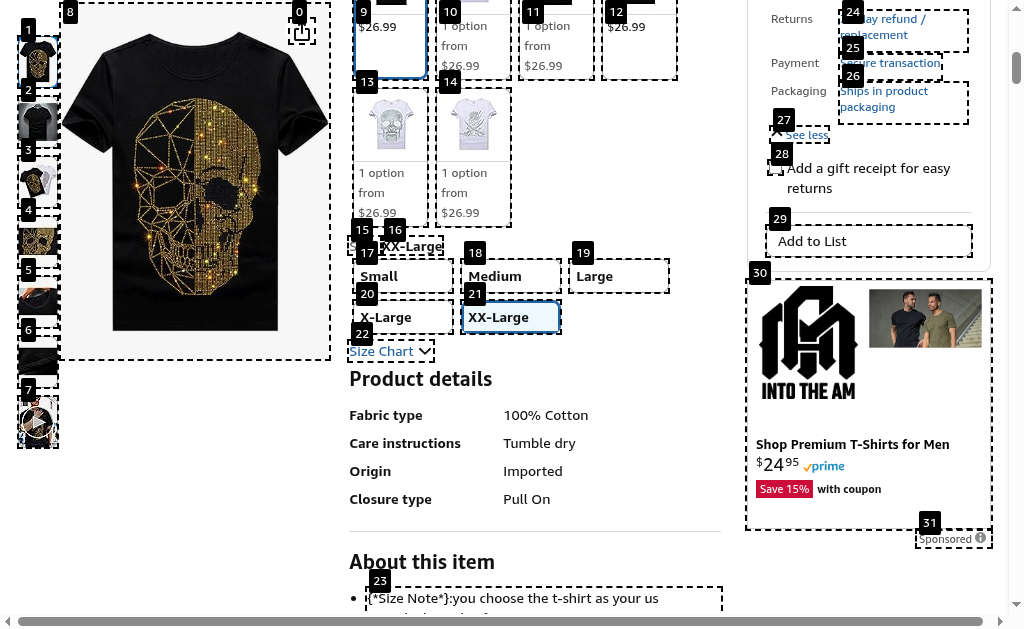 0
8
1
2
3
4
5
6
7
9
$26.99
10
1 option
from
$26.99
11
1 option
from
$26.99
12
$26.99
13
1 option
from
$26.99
14
1 option
from
$26.99
15
16
XX-Large
17
Small
18
Medium
19
Large
20
X-Large
21
XX-Large
22
Size Chart
Product details
Fabric type 100% Cotton
Care instructions Tumble dry
Origin Imported
Closure type Pull On
About this item
23
{*Size Note*}:you choose the t-shirt as your us
24
Returns refund /
replacement
25
Payment Secure transaction
26
Packaging Ships in product
packaging
27
See less
28
Add a gift receipt for easy
returns
29
Add to List
30
INTO THE AM
Shop Premium T-Shirts for Men
$24.95 prime
Save 15% with coupon
31
Sponsored